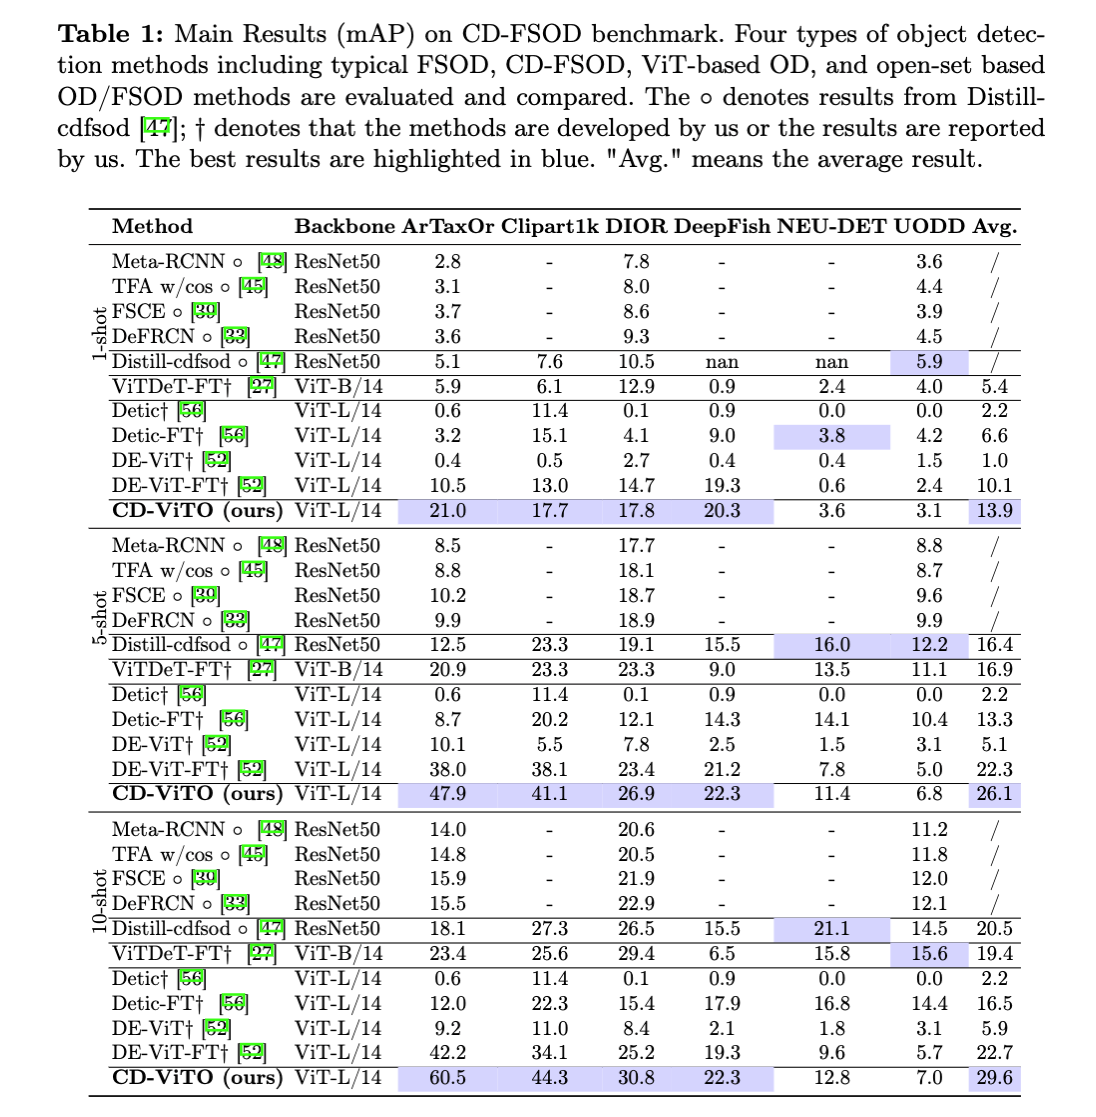 Table 1: Main Results (mAP) on CD-FSOD benchmark. Four types of object detec-
tion methods including typical FSOD, CD-FSOD, ViT-based OD, and open-set based
OD/FSOD methods are evaluated and compared. The ○ denotes results from Distill-
cdfsod [47]; † denotes that the methods are developed by us or the results are reported
by us. The best results are highlighted in blue. "Avg." means the average result.
Method Backbone ArTaxOr Clipart1k DIOR DeepFish NEU-DET UODD Avg.
1-shot
Meta-RCNN ○ [48] ResNet50 2.8 - 7.8 - - 3.6 /
TFA w/cos ○ [45] ResNet50 3.1 - 8.0 - - 4.4 /
FSCE ○ [39] ResNet50 3.7 - 8.6 - - 3.9 /
DeFRCN ○ [33] ResNet50 3.6 - 9.3 - - 4.5 /
Distill-cdfsod ○ [47] ResNet50 5.1 7.6 10.5 nan nan 5.9 /
ViTDeT-FT† [27] ViT-B/14 5.9 6.1 12.9 0.9 2.4 4.0 5.4
Detic† [56] ViT-L/14 0.6 11.4 0.1 0.9 0.0 0.0 2.2
Detic-FT† [56] ViT-L/14 3.2 15.1 4.1 9.0 3.8 4.2 6.6
DE-ViT† [52] ViT-L/14 0.4 0.5 2.7 0.4 0.4 1.5 1.0
DE-ViT-FT† [52] ViT-L/14 10.5 13.0 14.7 19.3 0.6 2.4 10.1
CD-ViTO (ours) ViT-L/14 21.0 17.7 17.8 20.3 3.6 3.1 13.9
5-shot
Meta-RCNN ○ [48] ResNet50 8.5 - 17.7 - - 8.8 /
TFA w/cos ○ [45] ResNet50 8.8 - 18.1 - - 8.7 /
FSCE ○ [39] ResNet50 10.2 - 18.7 - - 9.6 /
DeFRCN ○ [33] ResNet50 9.9 - 18.9 - - 9.9 /
Distill-cdfsod ○ [47] ResNet50 12.5 23.3 19.1 15.5 16.0 12.2 16.4
ViTDeT-FT† [27] ViT-B/14 20.9 23.3 23.3 9.0 13.5 11.1 16.9
Detic† [56] ViT-L/14 0.6 11.4 0.1 0.9 0.0 0.0 2.2
Detic-FT† [56] ViT-L/14 8.7 20.2 12.1 14.3 14.1 10.4 13.3
DE-ViT† [52] ViT-L/14 10.1 5.5 7.8 2.5 1.5 3.1 5.1
DE-ViT-FT† [52] ViT-L/14 38.0 38.1 23.4 21.2 7.8 5.0 22.3
CD-ViTO (ours) ViT-L/14 47.9 41.1 26.9 22.3 11.4 6.8 26.1
10-shot
Meta-RCNN ○ [48] ResNet50 14.0 - 20.6 - - 11.2 /
TFA w/cos ○ [45] ResNet50 14.8 - 20.5 - - 11.8 /
FSCE ○ [39] ResNet50 15.9 - 21.9 - - 12.0 /
DeFRCN ○ [33] ResNet50 15.5 - 22.9 - - 12.1 /
Distill-cdfsod ○ [47] ResNet50 18.1 27.3 26.5 15.5 21.1 14.5 20.5
ViTDeT-FT† [27] ViT-B/14 23.4 25.6 29.4 6.5 15.8 15.6 19.4
Detic† [56] ViT-L/14 0.6 11.4 0.1 0.9 0.0 0.0 2.2
Detic-FT† [56] ViT-L/14 12.0 22.3 15.4 17.9 16.8 14.4 16.5
DE-ViT† [52] ViT-L/14 9.2 11.0 8.4 2.1 1.8 3.1 5.9
DE-ViT-FT† [52] ViT-L/14 42.2 34.1 25.2 19.3 9.6 5.7 22.7
CD-ViTO (ours) ViT-L/14 60.5 44.3 30.8 22.3 12.8 7.0 29.6